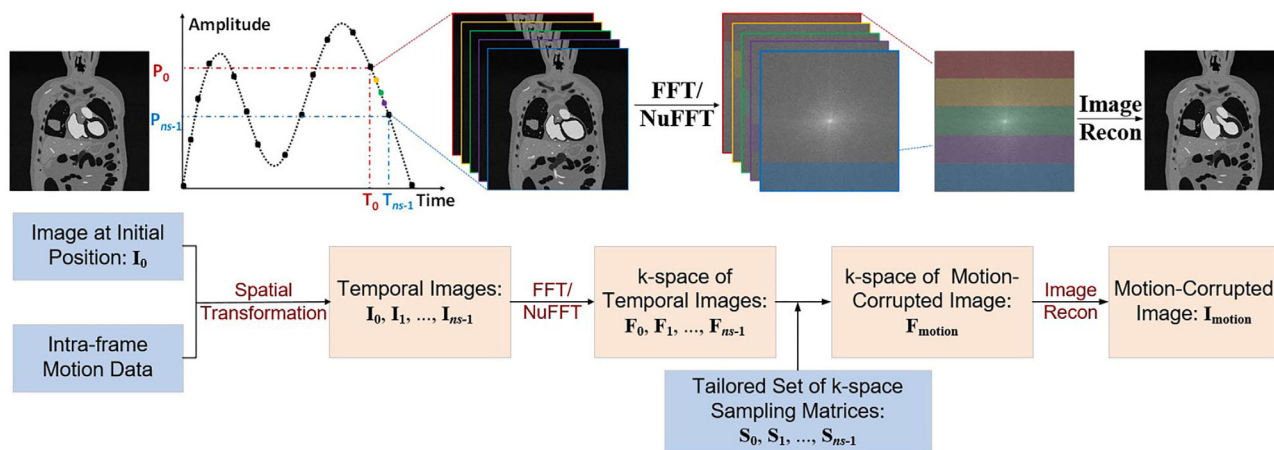 Amplitude
P0
Pns-1
T0 Tns-1 Time
FFT/
NuFFT
Image
Recon
Image at Initial
Position: I0
Intra-frame
Motion Data
Spatial
Transformation
Temporal Images:
I0, I1, ..., Ins-1
FFT/
NuFFT
k-space of
Temporal Images:
F0, F1, ..., Fns-1
Tailored Set of k-space
Sampling Matrices:
S0, S1, ..., Sns-1
k-space of Motion-
Corrupted Image:
Fmotion
Image
Recon
Motion-Corrupted
Image: Imotion